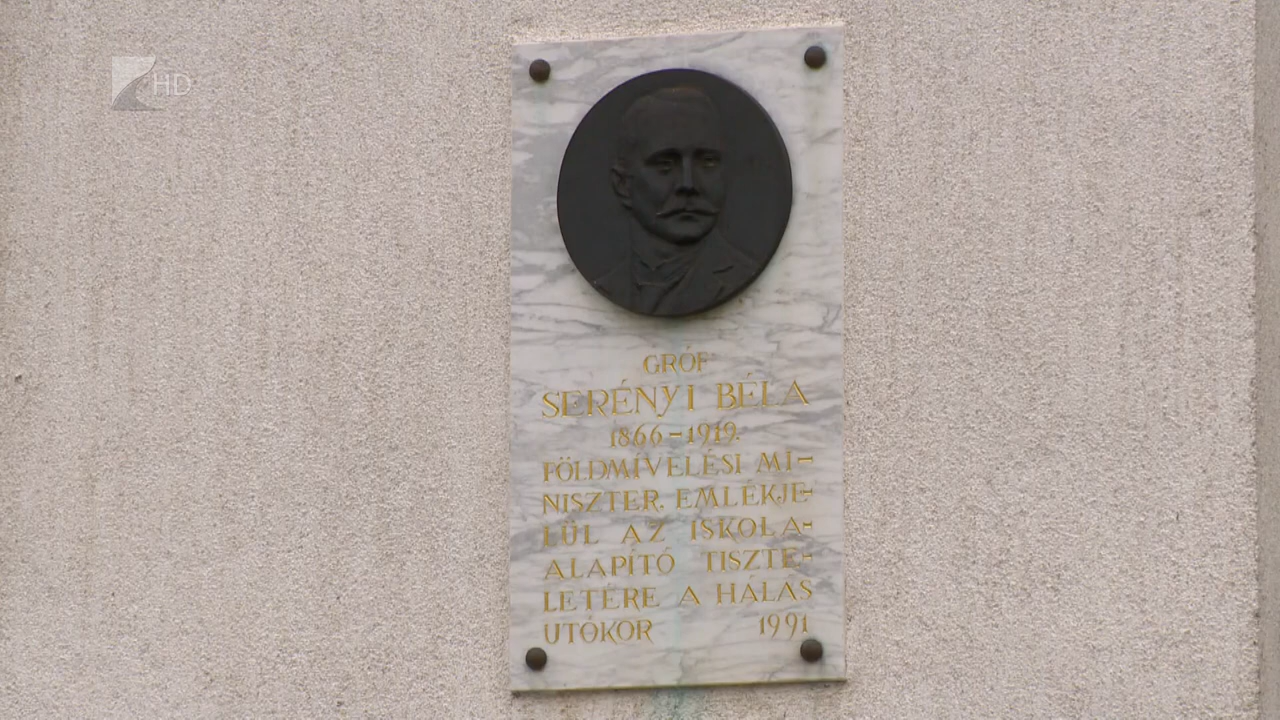 HD
GRÓF
SERÉNYI BÉLA
1866-1919.
FÖLDMÍVELÉSI MI-
NISZTER. EMLÉKJE-
LÜL AZ ISKOLA-
ALAPÍTÓ TISZTE-
LETÉRE A HÁLÁS
UTÓKOR 1991